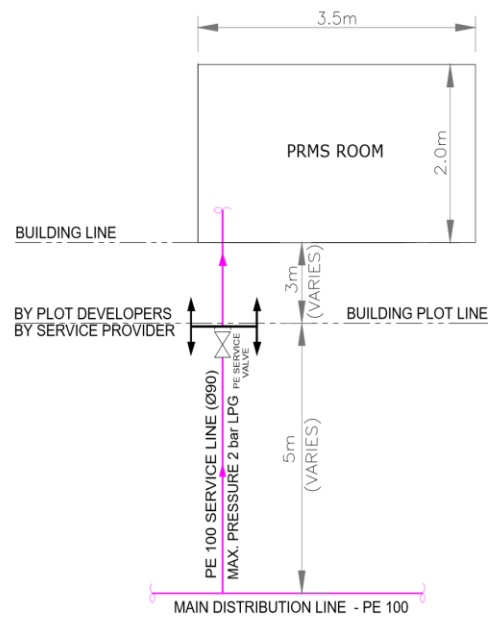 3.5m
PRMS ROOM
2.0m
BUILDING LINE
3m
(VARIES)
BY PLOT DEVELOPERS
BUILDING PLOT LINE
BY SERVICE PROVIDER
PE SERVICE
VALVE
PE 100 SERVICE LINE (Ø90)
MAX. PRESSURE 2 bar LPG
5m
(VARIES)
MAIN DISTRIBUTION LINE - PE 100